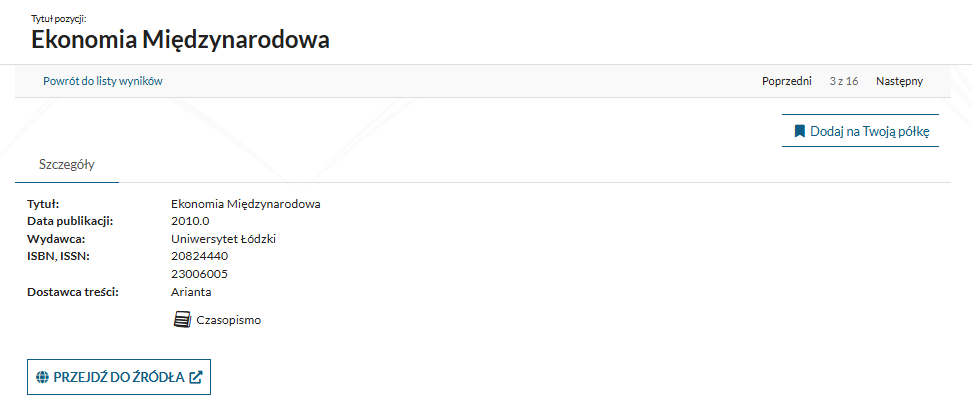 Tytuł pozycji:
Ekonomia Międzynarodowa
Powrót do listy wyników
Poprzedni 3 z 16 Następny
Dodaj na Twoją półkę
Szczegóły
Tytuł: Ekonomia Międzynarodowa
Data publikacji: 2010.0
Wydawca: Uniwersytet Łódzki
ISBN, ISSN: 20824440
23006005
Dostawca treści: Arianta
Czasopismo
PRZEJDŹ DO ŹRÓDŁA